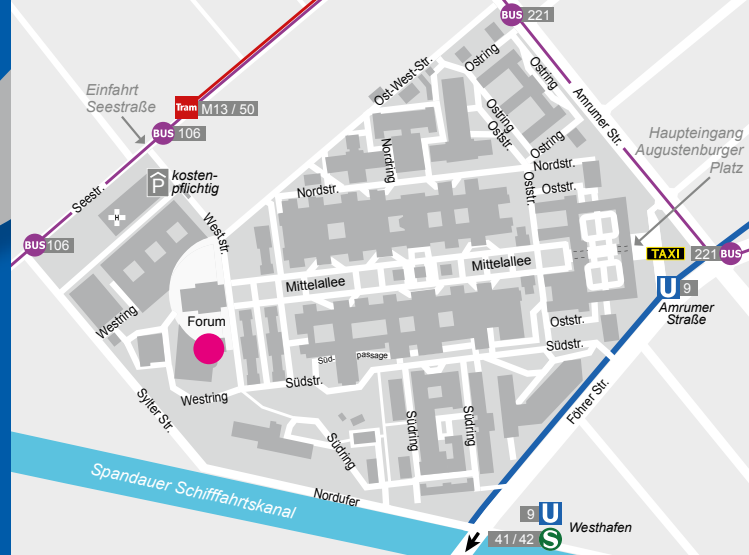 BUS 221
Ostring
Ost-West-Str.
Ostring
Einfahrt
Seestraße
Tram M13 / 50
Amrumer Str.
BUS 106
Ostring
Oststr.
Haupteingang
Augustenburger
Platz
Ostring
Nordring
Nordstr.
kosten-
pflichtig
P
Oststr.
Nordstr.
Oststr.
Seestr.
H
Weststr.
BUS 106
TAXI
221 BUS
Mittelallee
Mittelallee
U 9
Amrumer
Straße
Westring
Forum
Oststr.
Südstr.
Süd- passage
Südstr.
Westring
Sylter Str.
Föhrer Str.
Südring
Südring
Südring
Spandauer Schifffahrtskanal
Nordufer
9 U
Westhafen
41 / 42 S